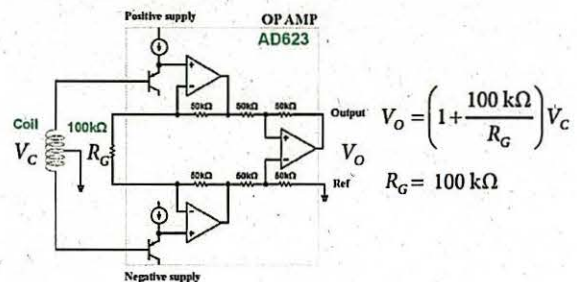 Positive supply
OP AMP
AD623
50kΩ 50kΩ 50kΩ
Output
Coil
100kΩ
V_C
R_G
V_O
50kΩ 50kΩ 50kΩ
Ref
Negative supply
V_O = (1 + 100 kΩ / R_G) V_C
R_G = 100 kΩ